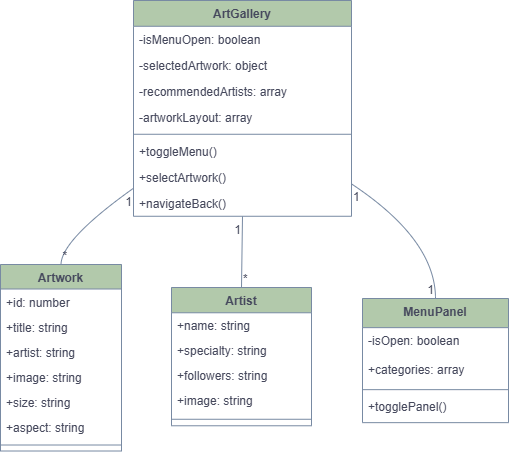 ArtGallery
-isMenuOpen: boolean
-selectedArtwork: object
-recommendedArtists: array
-artworkLayout: array
+toggleMenu()
+selectArtwork()
+navigateBack()
1
1
1
*
*
1
Artwork
+id: number
+title: string
+artist: string
+image: string
+size: string
+aspect: string
Artist
+name: string
+specialty: string
+followers: string
+image: string
MenuPanel
-isOpen: boolean
+categories: array
+togglePanel()